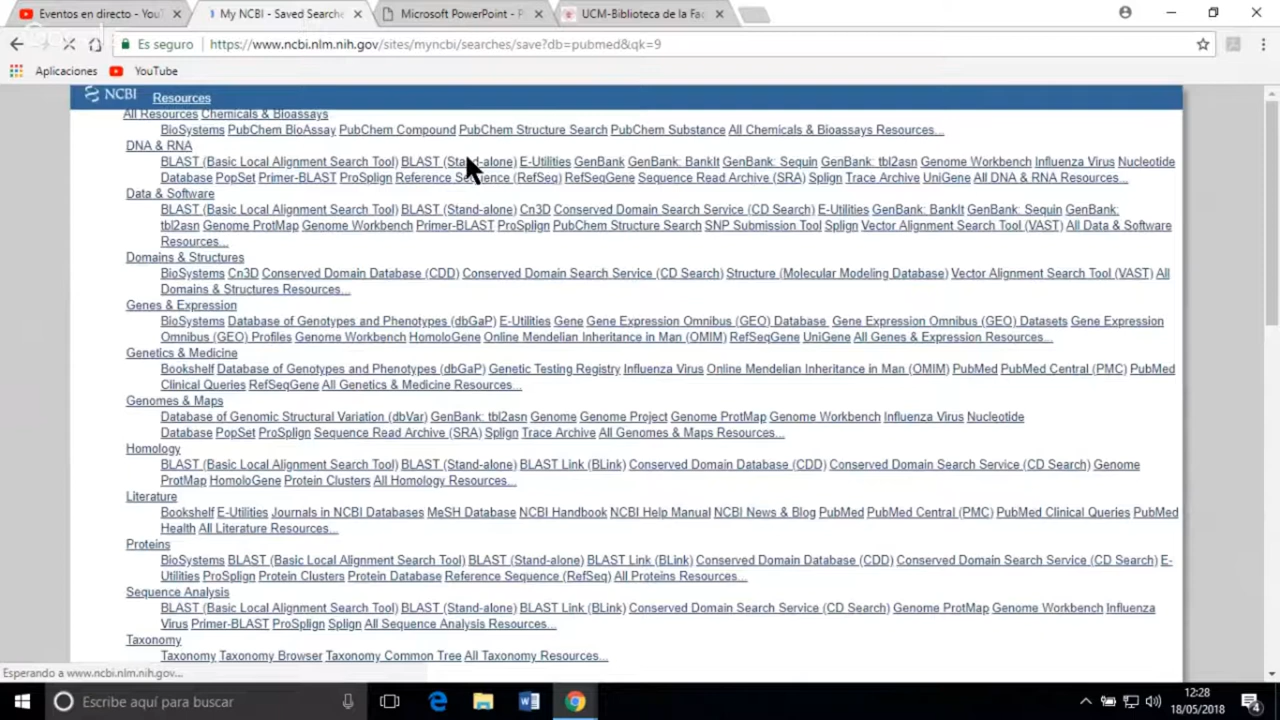 Eventos en directo - You
My NCBI - Saved Searche
Microsoft PowerPoint - P
UCM-Biblioteca de la Fac
Es seguro https://www.ncbi.nlm.nih.gov/sites/myncbi/searches/save?db=pubmed&qk=9
Aplicaciones YouTube
NCBI Resources
All Resources Chemicals & Bioassays
BioSystems PubChem BioAssay PubChem Compound PubChem Structure Search PubChem Substance All Chemicals & Bioassays Resources...
DNA & RNA
BLAST (Basic Local Alignment Search Tool) BLAST (Stand-alone) E-Utilities GenBank GenBank: BankIt GenBank: Sequin GenBank: tbl2asn Genome Workbench Influenza Virus Nucleotide
Database PopSet Primer-BLAST ProSplign Reference Sequence (RefSeq) RefSeqGene Sequence Read Archive (SRA) Splign Trace Archive UniGene All DNA & RNA Resources...
Data & Software
BLAST (Basic Local Alignment Search Tool) BLAST (Stand-alone) Cn3D Conserved Domain Search Service (CD Search) E-Utilities GenBank: BankIt GenBank: Sequin GenBank:
tbl2asn Genome ProtMap Genome Workbench Primer-BLAST ProSplign PubChem Structure Search SNP Submission Tool Splign Vector Alignment Search Tool (VAST) All Data & Software
Resources...
Domains & Structures
BioSystems Cn3D Conserved Domain Database (CDD) Conserved Domain Search Service (CD Search) Structure (Molecular Modeling Database) Vector Alignment Search Tool (VAST) All
Domains & Structures Resources...
Genes & Expression
BioSystems Database of Genotypes and Phenotypes (dbGaP) E-Utilities Gene Gene Expression Omnibus (GEO) Database Gene Expression Omnibus (GEO) Datasets Gene Expression
Omnibus (GEO) Profiles Genome Workbench HomoloGene Online Mendelian Inheritance in Man (OMIM) RefSeqGene UniGene All Genes & Expression Resources...
Genetics & Medicine
Bookshelf Database of Genotypes and Phenotypes (dbGaP) Genetic Testing Registry Influenza Virus Online Mendelian Inheritance in Man (OMIM) PubMed PubMed Central (PMC) PubMed
Clinical Queries RefSeqGene All Genetics & Medicine Resources...
Genomes & Maps
Database of Genomic Structural Variation (dbVar) GenBank: tbl2asn Genome Genome Project Genome ProtMap Genome Workbench Influenza Virus Nucleotide
Database PopSet ProSplign Sequence Read Archive (SRA) Splign Trace Archive All Genomes & Maps Resources...
Homology
BLAST (Basic Local Alignment Search Tool) BLAST (Stand-alone) BLAST Link (BLink) Conserved Domain Database (CDD) Conserved Domain Search Service (CD Search) Genome
ProtMap HomoloGene Protein Clusters All Homology Resources...
Literature
Bookshelf E-Utilities Journals in NCBI Databases MeSH Database NCBI Handbook NCBI Help Manual NCBI News & Blog PubMed PubMed Central (PMC) PubMed Clinical Queries PubMed
Health All Literature Resources...
Proteins
BioSystems BLAST (Basic Local Alignment Search Tool) BLAST (Stand-alone) BLAST Link (BLink) Conserved Domain Database (CDD) Conserved Domain Search Service (CD Search) E-
Utilities ProSplign Protein Clusters Protein Database Reference Sequence (RefSeq) All Proteins Resources...
Sequence Analysis
BLAST (Basic Local Alignment Search Tool) BLAST (Stand-alone) BLAST Link (BLink) Conserved Domain Search Service (CD Search) Genome ProtMap Genome Workbench Influenza
Virus Primer-BLAST ProSplign Splign All Sequence Analysis Resources...
Taxonomy
Taxonomy Taxonomy Browser Taxonomy Common Tree All Taxonomy Resources...
Esperando a www.ncbi.nlm.nih.gov...
Escribe aquí para buscar
12:28
18/05/2018
4